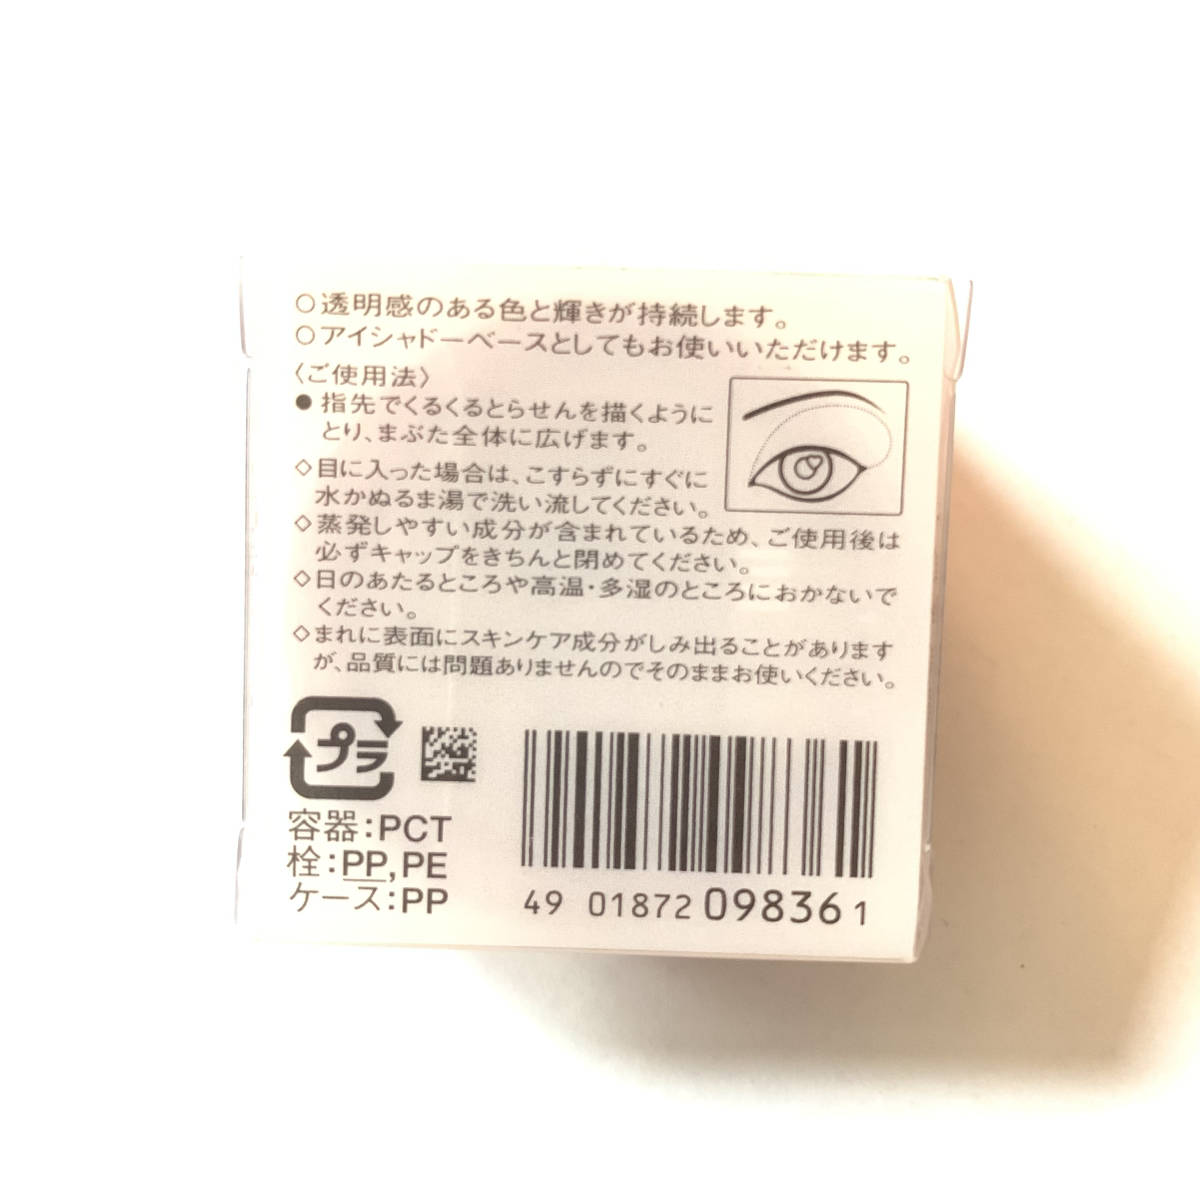 ○透明感のある色と輝きが持続します。
○アイシャドーベースとしてもお使いいただけます。
〈ご使用法〉
●指先でくるくるとらせんを描くように
とり、まぶた全体に広げます。
◇目に入った場合は、こすらずにすぐに
水かぬるま湯で洗い流してください。
◇蒸発しやすい成分が含まれているため、ご使用後は
必ずキャップをきちんと閉めてください。
◇日のあたるところや高温・多湿のところにおかないで
ください。
◇まれに表面にスキンケア成分がしみ出ることがあります
が、品質には問題ありませんのでそのままお使いください。
プラ
容器:PCT
栓:PP,PE
ケース:PP
49 01872 098361